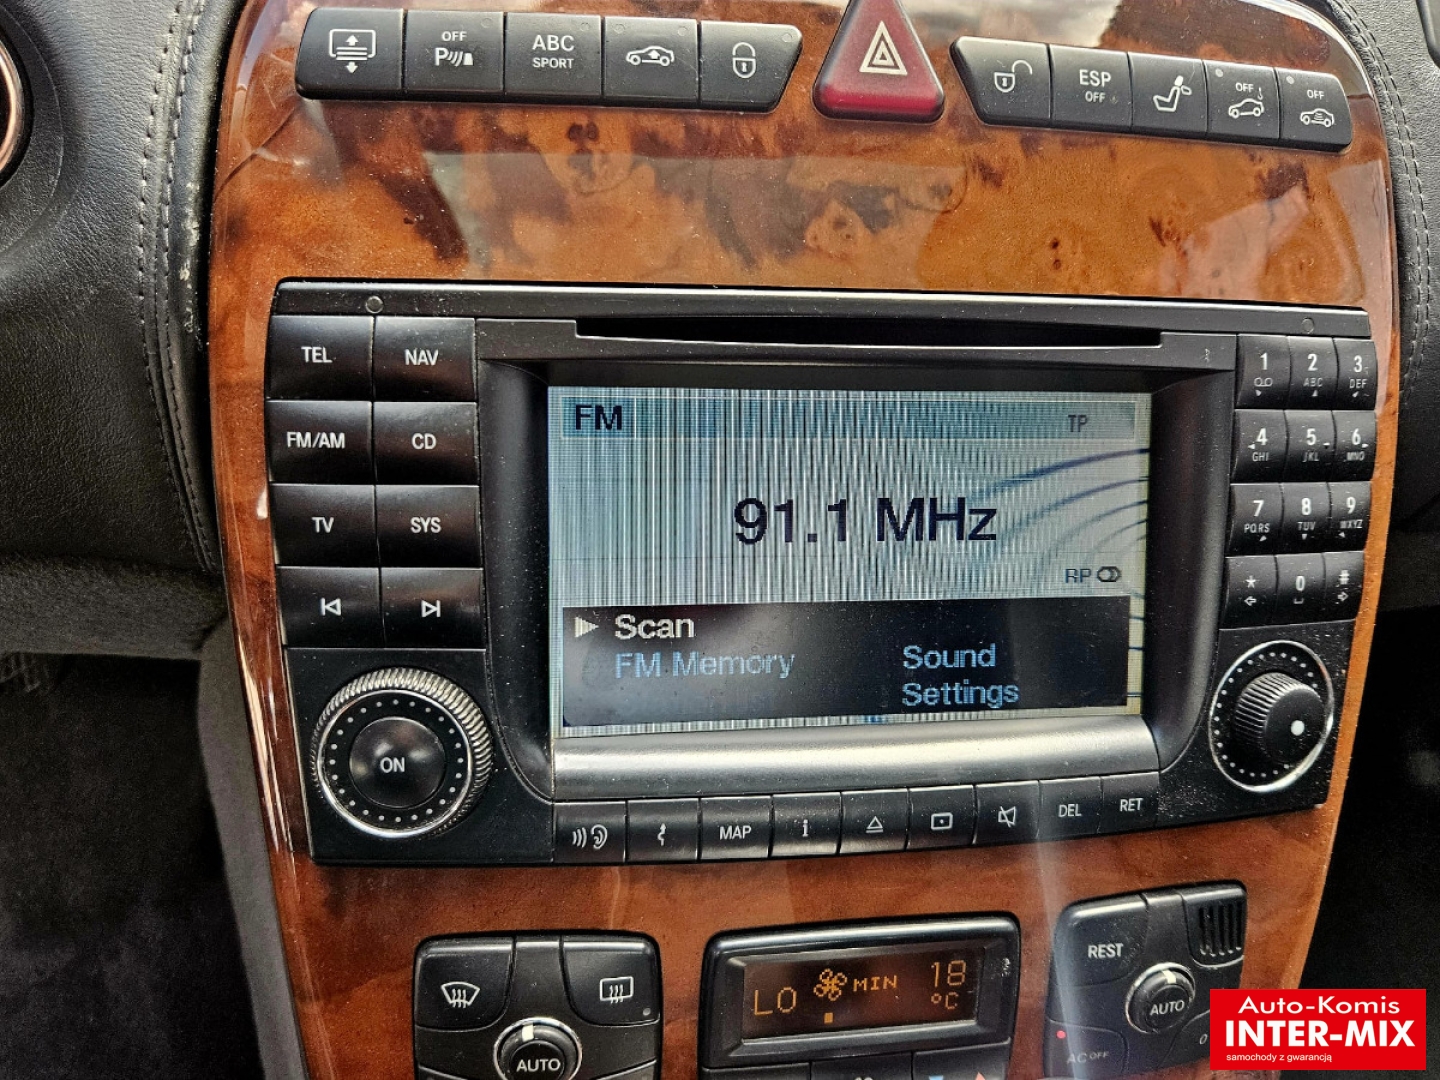 OFF
P
ABC
SPORT
ESP
OFF
OFF
OFF
TEL
NAV
FM/AM
CD
TV
SYS
ON
FM
TP
91.1 MHz
RP
Scan
FM Memory
Sound
Settings
1
2 ABC
3 DEF
4 GHI
5 JKL
6 MNO
7 PQRS
8 TUV
9 WXYZ
*
0
#
MAP
i
DEL
RET
AUTO
LO
MIN
18
°C
REST
AUTO
AC OFF
0
Auto-Komis
INTER-MIX
samochody z gwarancją